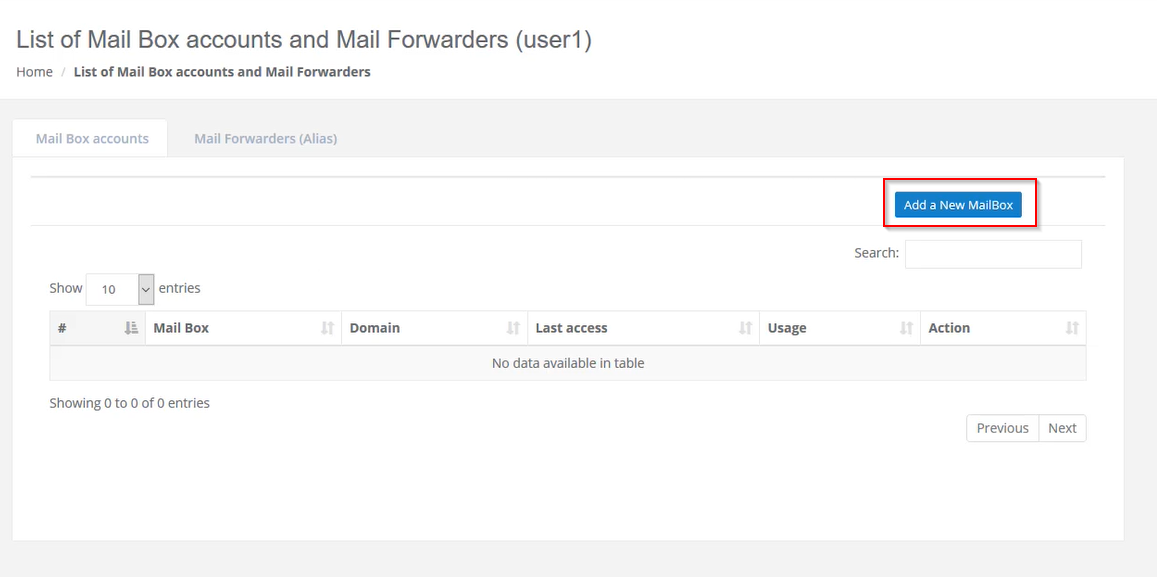 List of Mail Box accounts and Mail Forwarders (user1)
Home / List of Mail Box accounts and Mail Forwarders
Mail Box accounts Mail Forwarders (Alias)
Add a New MailBox
Search:
Show 10 entries
# Mail Box Domain Last access Usage Action
No data available in table
Showing 0 to 0 of 0 entries
Previous Next